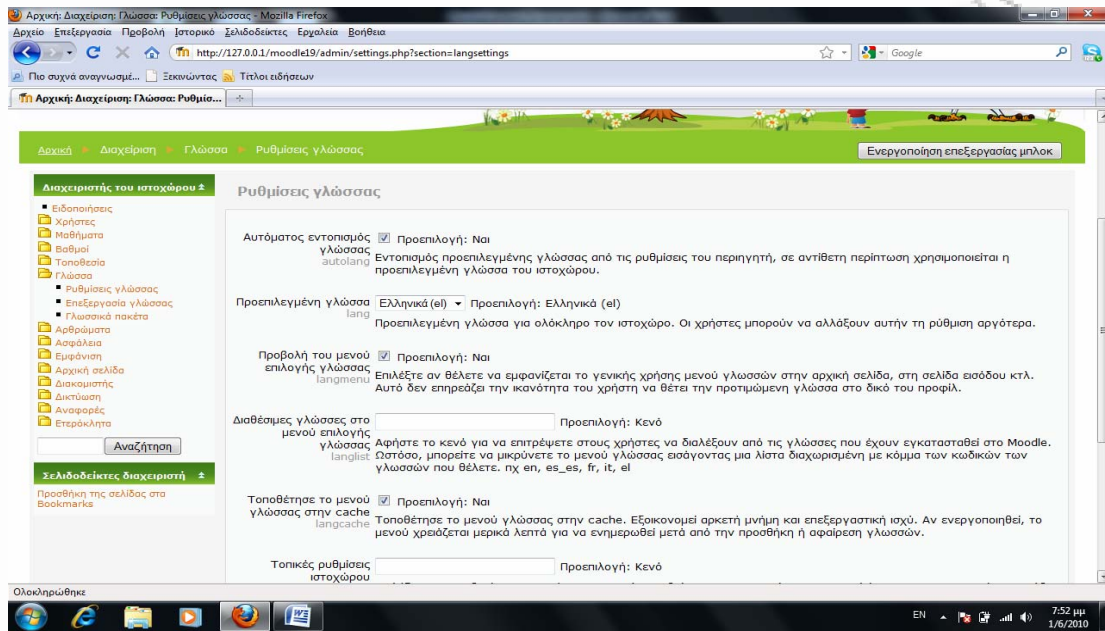 Αρχική: Διαχείριση: Γλώσσα: Ρυθμίσεις γλώσσας - Mozilla Firefox
Αρχείο Επεξεργασία Προβολή Ιστορικό Σελιδοδείκτες Εργαλεία Βοήθεια
http://127.0.0.1/moodle19/admin/settings.php?section=langsettings
Google
Πιο συχνά αναγνωσμέ... Ξεκινώντας Τίτλοι ειδήσεων
Αρχική: Διαχείριση: Γλώσσα: Ρυθμίσ...
Αρχική Διαχείριση Γλώσσα Ρυθμίσεις γλώσσας
Ενεργοποίηση επεξεργασίας μπλοκ
Διαχειριστής του ιστοχώρου
Ειδοποιήσεις
Χρήστες
Μαθήματα
Βαθμοί
Τοποθεσία
Γλώσσα
Ρυθμίσεις γλώσσας
Επεξεργασία γλώσσας
Γλωσσικά πακέτα
Αρθρώματα
Ασφάλεια
Εμφάνιση
Αρχική σελίδα
Διακομιστής
Δικτύωση
Αναφορές
Ετερόκλητα
Αναζήτηση
Σελιδοδείκτες διαχειριστή
Προσθήκη της σελίδας στα
Bookmarks
Ρυθμίσεις γλώσσας
Αυτόματος εντοπισμός
γλώσσας
autolang
Προεπιλογή: Ναι
Εντοπισμός προεπιλεγμένης γλώσσας από τις ρυθμίσεις του περιηγητή, σε αντίθετη περίπτωση χρησιμοποιείται η
προεπιλεγμένη γλώσσα του ιστοχώρου.
Προεπιλεγμένη γλώσσα
lang
Ελληνικά (el) Προεπιλογή: Ελληνικά (el)
Προεπιλεγμένη γλώσσα για ολόκληρο τον ιστοχώρο. Οι χρήστες μπορούν να αλλάξουν αυτήν τη ρύθμιση αργότερα.
Προβολή του μενού
επιλογής γλώσσας
langmenu
Προεπιλογή: Ναι
Επιλέξτε αν θέλετε να εμφανίζεται το γενικής χρήσης μενού γλωσσών στην αρχική σελίδα, στη σελίδα εισόδου κτλ.
Αυτό δεν επηρεάζει την ικανότητα του χρήστη να θέτει την προτιμώμενη γλώσσα στο δικό του προφίλ.
Διαθέσιμες γλώσσες στο
μενού επιλογής
γλώσσας
langlist
Προεπιλογή: Κενό
Αφήστε το κενό για να επιτρέψετε στους χρήστες να διαλέξουν από τις γλώσσες που έχουν εγκατασταθεί στο Moodle.
Ωστόσο, μπορείτε να μικρύνετε το μενού γλώσσας εισάγοντας μια λίστα διαχωρισμένη με κόμμα των κωδικών των
γλωσσών που θέλετε. πχ en, es_es, fr, it, el
Τοποθέτησε το μενού
γλώσσας στην cache
langcache
Προεπιλογή: Ναι
Τοποθέτησε το μενού γλώσσας στην cache. Εξοικονομεί αρκετή μνήμη και επεξεργαστική ισχύ. Αν ενεργοποιηθεί, το
μενού χρειάζεται μερικά λεπτά για να ενημερωθεί μετά από την προσθήκη ή αφαίρεση γλωσσών.
Τοπικές ρυθμίσεις
ιστοχώρου
Προεπιλογή: Κενό
Ολοκληρώθηκε
EN
7:52 μμ
1/6/2010